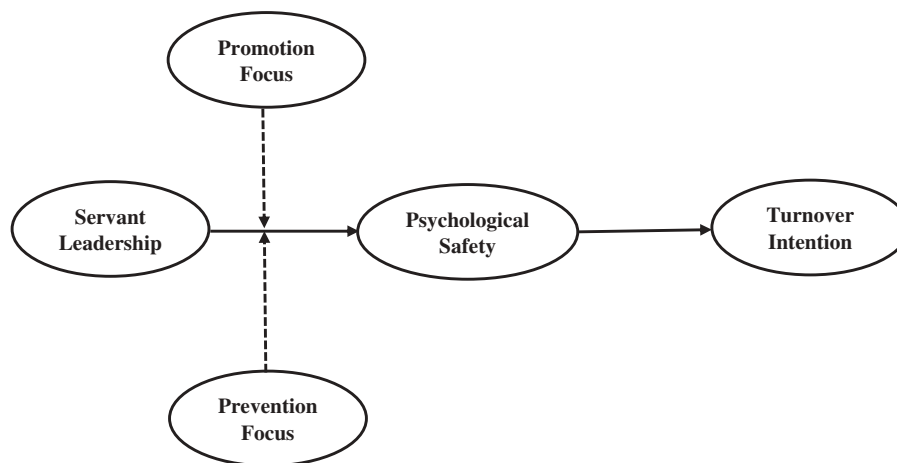 Promotion
Focus
Servant
Leadership
Psychological
Safety
Turnover
Intention
Prevention
Focus